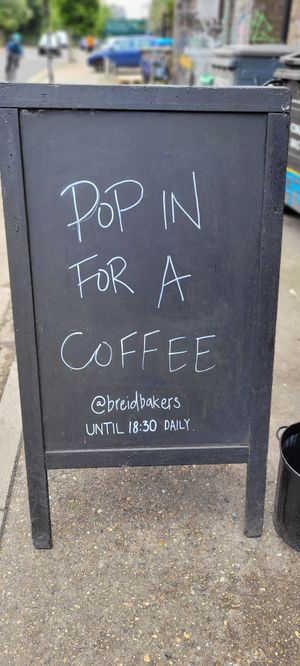 POP IN
FOR A
COFFEE
@breidbakers
UNTIL 18:30 DAILY.